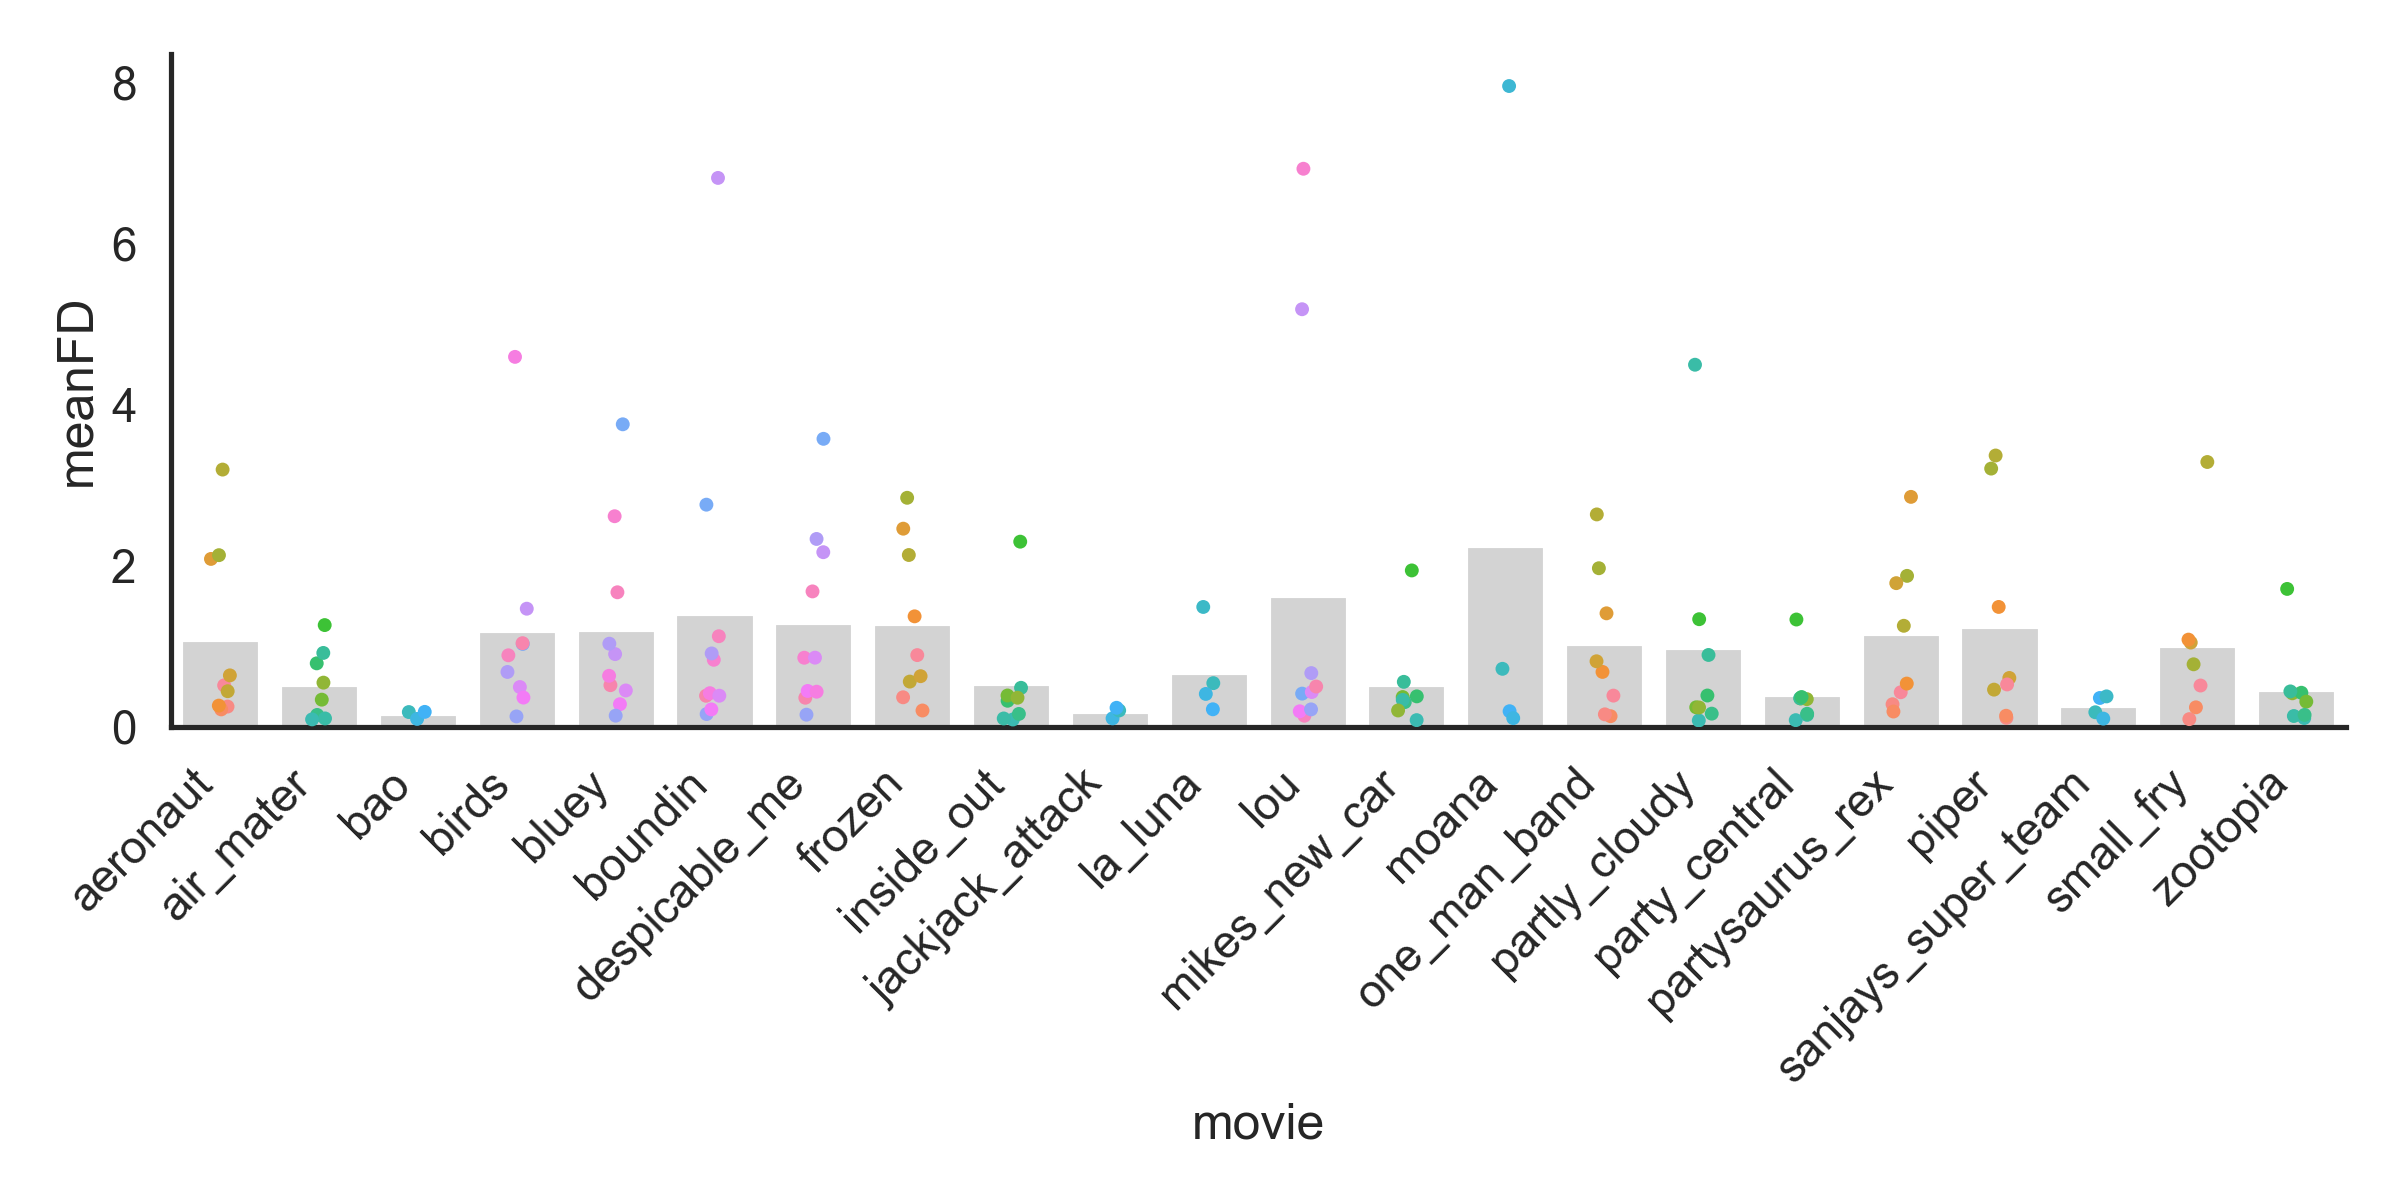 8
6
4
2
0
meanFD
aeronaut
air_mater
bao
birds
bluey
boundin
despicable_me
frozen
inside_out
jackjack_attack
la_luna
lou
mikes_new_car
moana
one_man_band
partly_cloudy
party_central
partysaurus_rex
piper
sanjays_super_team
small_fry
zootopia
movie